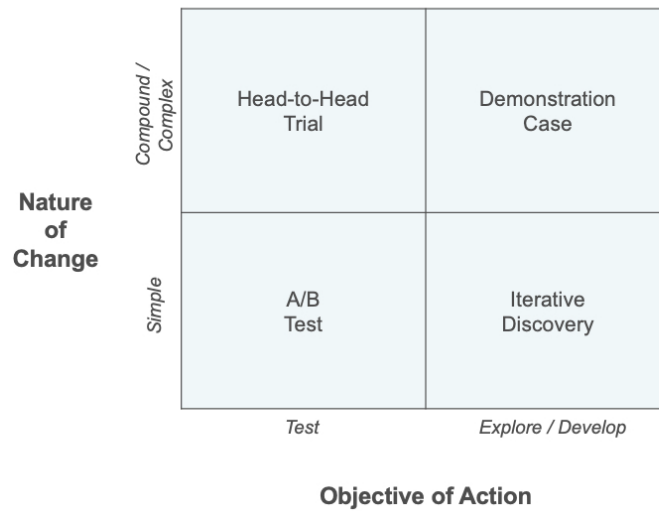 Compound /
Complex
Head-to-Head
Trial
Demonstration
Case
Nature
of
Change
Simple
A/B
Test
Iterative
Discovery
Test
Explore / Develop
Objective of Action